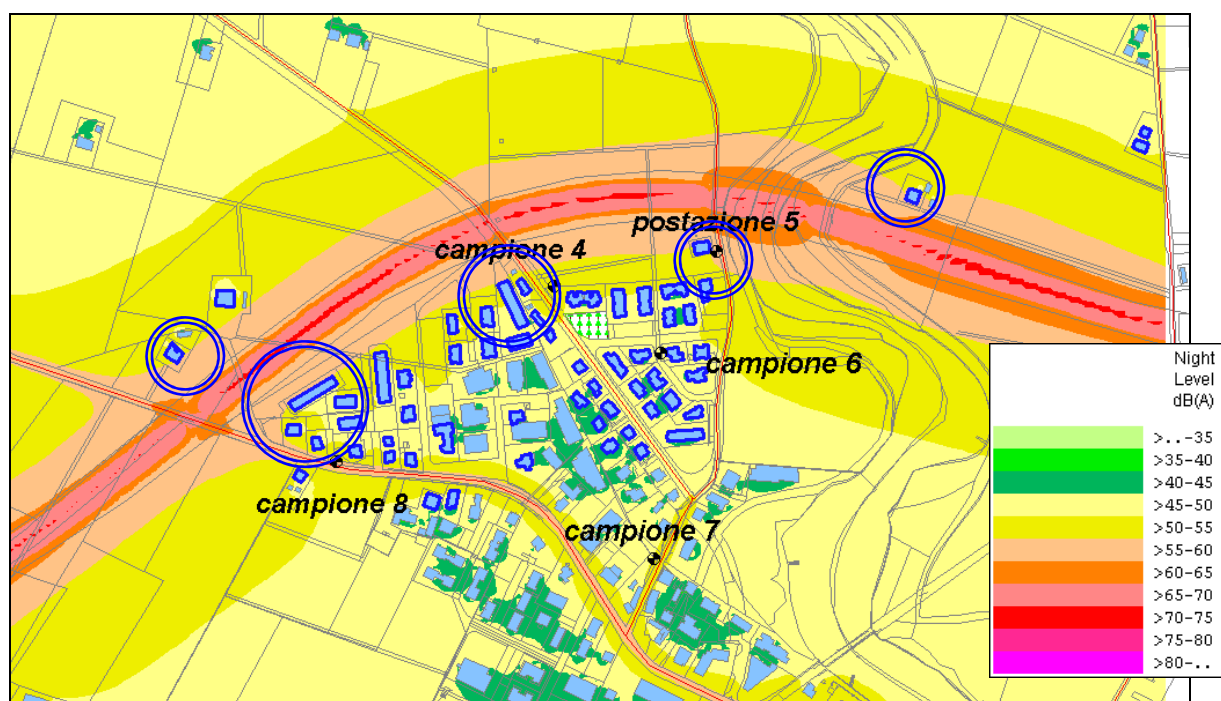 postazione 5
campione 4
campione 6
campione 8
campione 7
Night
Level
dB(A)
>..-35
>35-40
>40-45
>45-50
>50-55
>55-60
>60-65
>65-70
>70-75
>75-80
>80-..